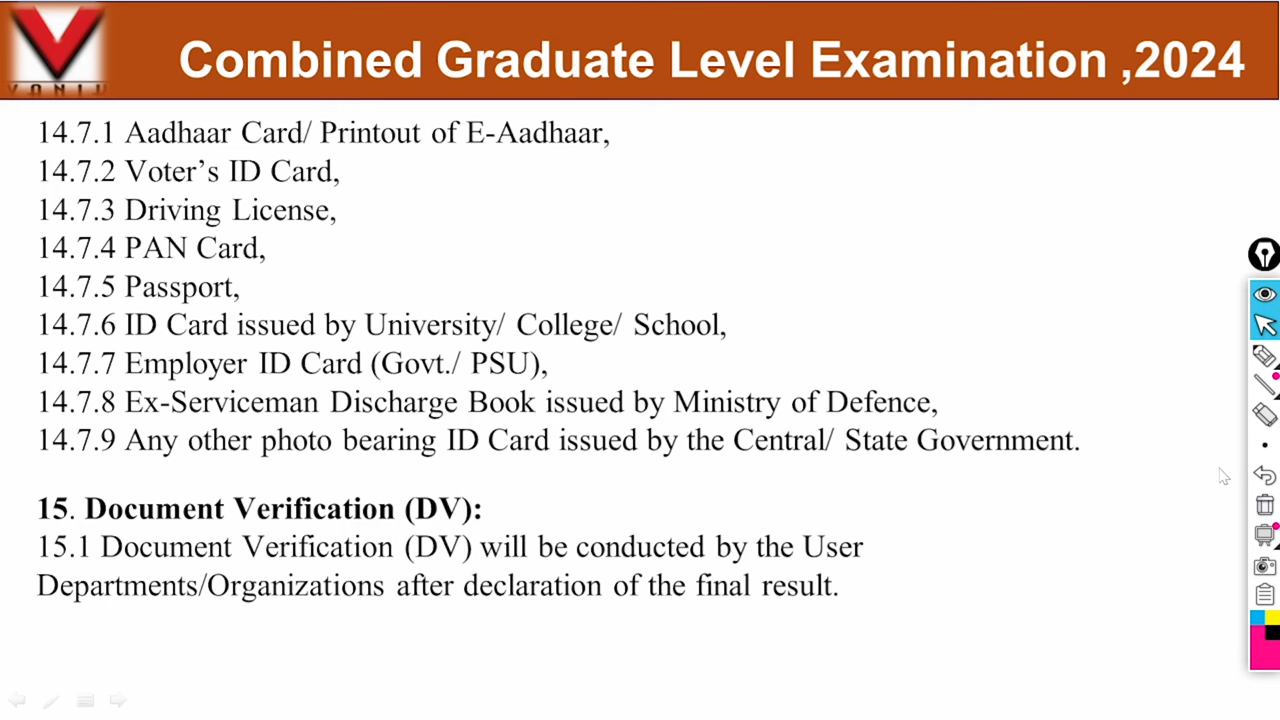 VANIJ
Combined Graduate Level Examination ,2024
14.7.1 Aadhaar Card/ Printout of E-Aadhaar,
14.7.2 Voter’s ID Card,
14.7.3 Driving License,
14.7.4 PAN Card,
14.7.5 Passport,
14.7.6 ID Card issued by University/ College/ School,
14.7.7 Employer ID Card (Govt./ PSU),
14.7.8 Ex-Serviceman Discharge Book issued by Ministry of Defence,
14.7.9 Any other photo bearing ID Card issued by the Central/ State Government.
15. Document Verification (DV):
15.1 Document Verification (DV) will be conducted by the User
Departments/Organizations after declaration of the final result.